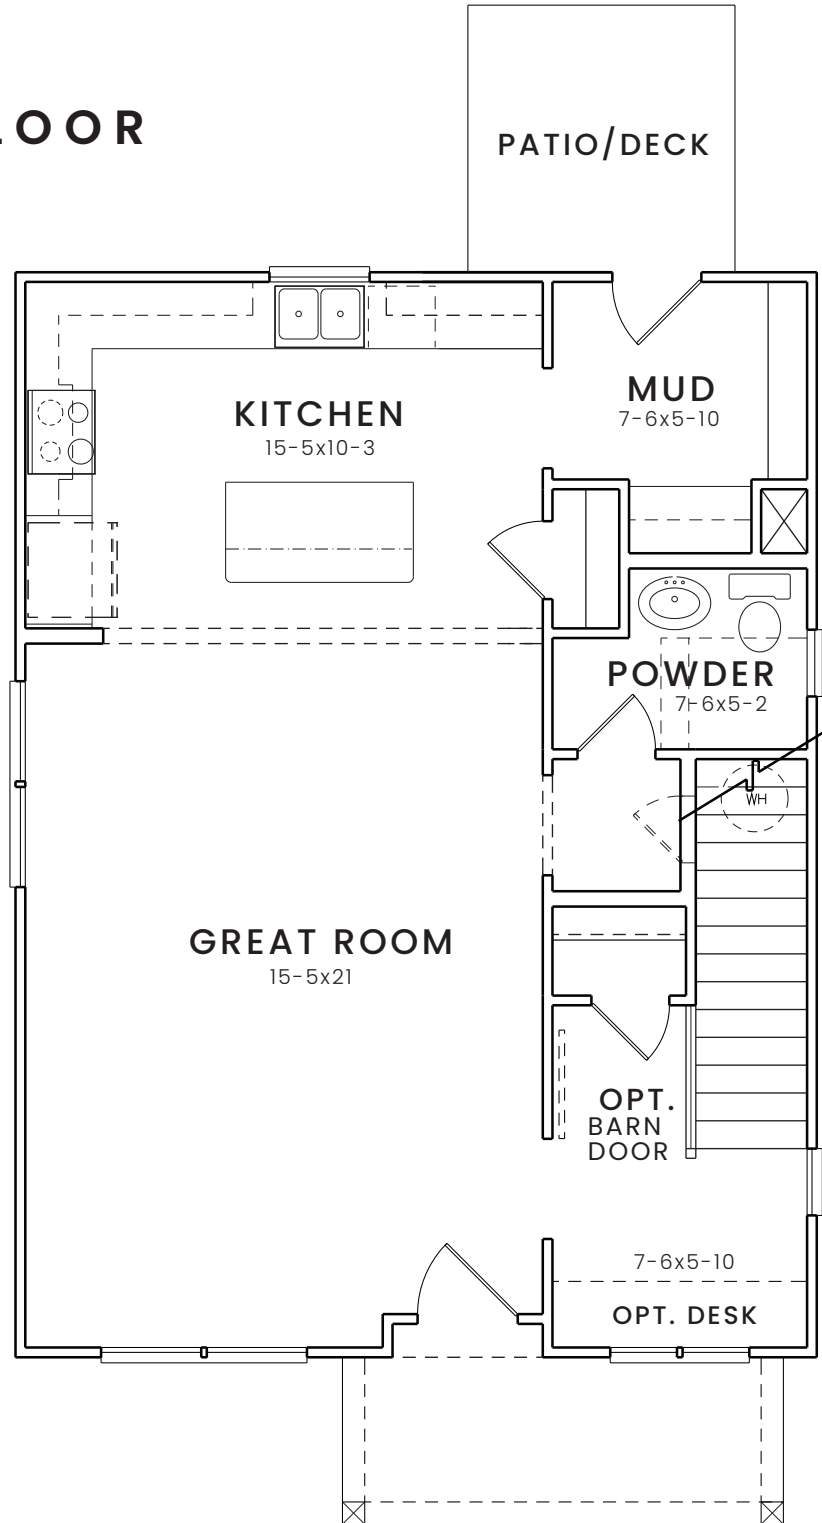 LOOR
PATIO/DECK
KITCHEN
15-5x10-3
MUD
7-6x5-10
POWDER
7-6x5-2
WH
GREAT ROOM
15-5x21
OPT.
BARN
DOOR
7-6x5-10
OPT. DESK